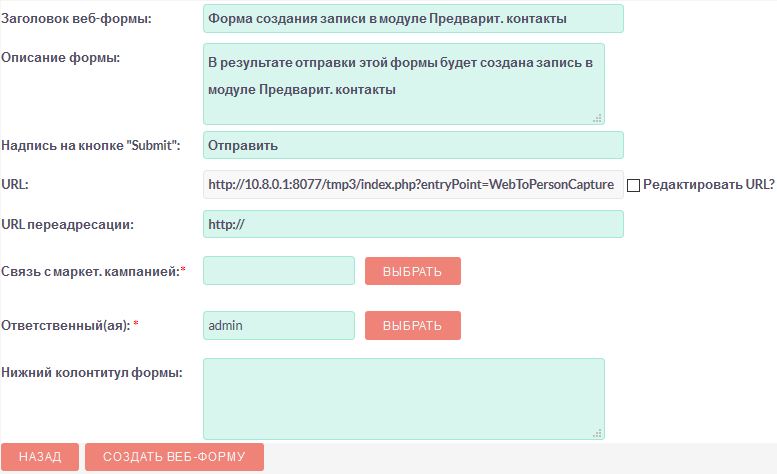 Заголовок веб-формы: Форма создания записи в модуле Предварит. контакты
Описание формы: В результате отправки этой формы будет создана запись в
модуле Предварит. контакты
Надпись на кнопке "Submit": Отправить
URL: http://10.8.0.1:8077/tmp3/index.php?entryPoint=WebToPersonCapture Редактировать URL?
URL переадресации: http://
Связь с маркет. кампанией:* ВЫБРАТЬ
Ответственный(ая): * admin ВЫБРАТЬ
Нижний колонтитул формы:
НАЗАД СОЗДАТЬ ВЕБ-ФОРМУ